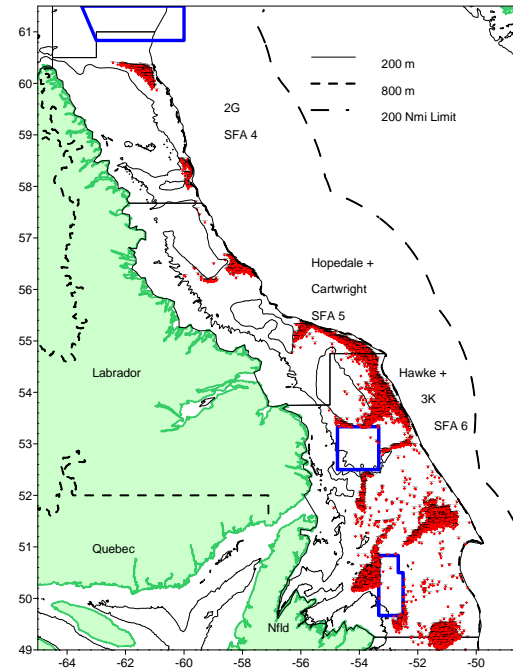 61
60
59
58
57
56
55
54
53
52
51
50
49
200 m
800 m
200 Nmi Limit
2G
SFA 4
Hopedale +
Cartwright
SFA 5
Labrador
Hawke +
3K
SFA 6
Quebec
Nfld
-64 -62 -60 -58 -56 -54 -52 -50